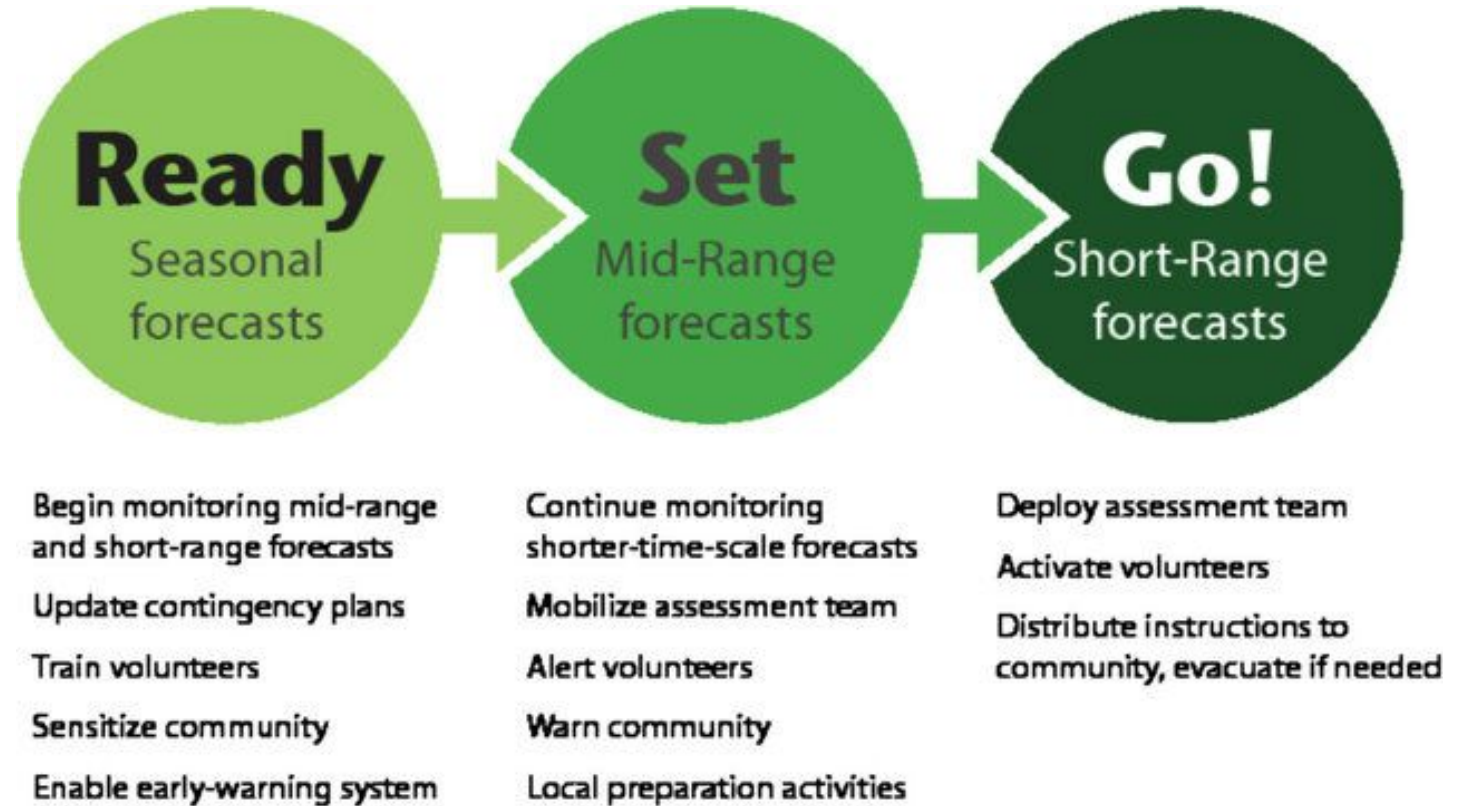 Ready
Seasonal
forecasts
Set
Mid-Range
forecasts
Go!
Short-Range
forecasts
Begin monitoring mid-range
and short-range forecasts
Update contingency plans
Train volunteers
Sensitize community
Enable early-warning system
Continue monitoring
shorter-time-scale forecasts
Mobilize assessment team
Alert volunteers
Warn community
Local preparation activities
Deploy assessment team
Activate volunteers
Distribute instructions to
community, evacuate if needed